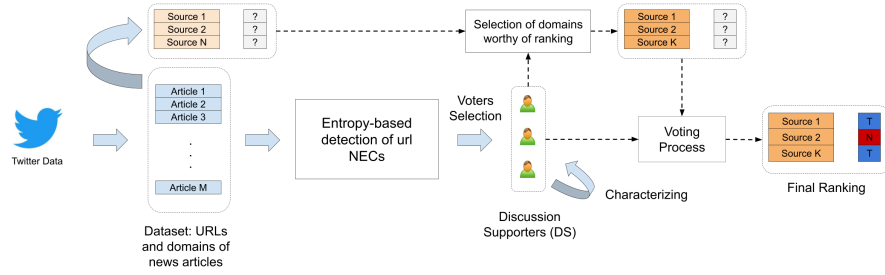 Source 1 ?
Source 2 ?
Source N ?
Selection of domains
worthy of ranking
Source 1 ?
Source 2 ?
Source K ?
Article 1
Article 2
Article 3
.
.
.
Article M
Twitter Data
Entropy-based
detection of url
NECs
Voters
Selection
Voting
Process
Source 1 T
Source 2 N
Source K T
Characterizing
Final Ranking
Discussion
Supporters (DS)
Dataset: URLs
and domains of
news articles